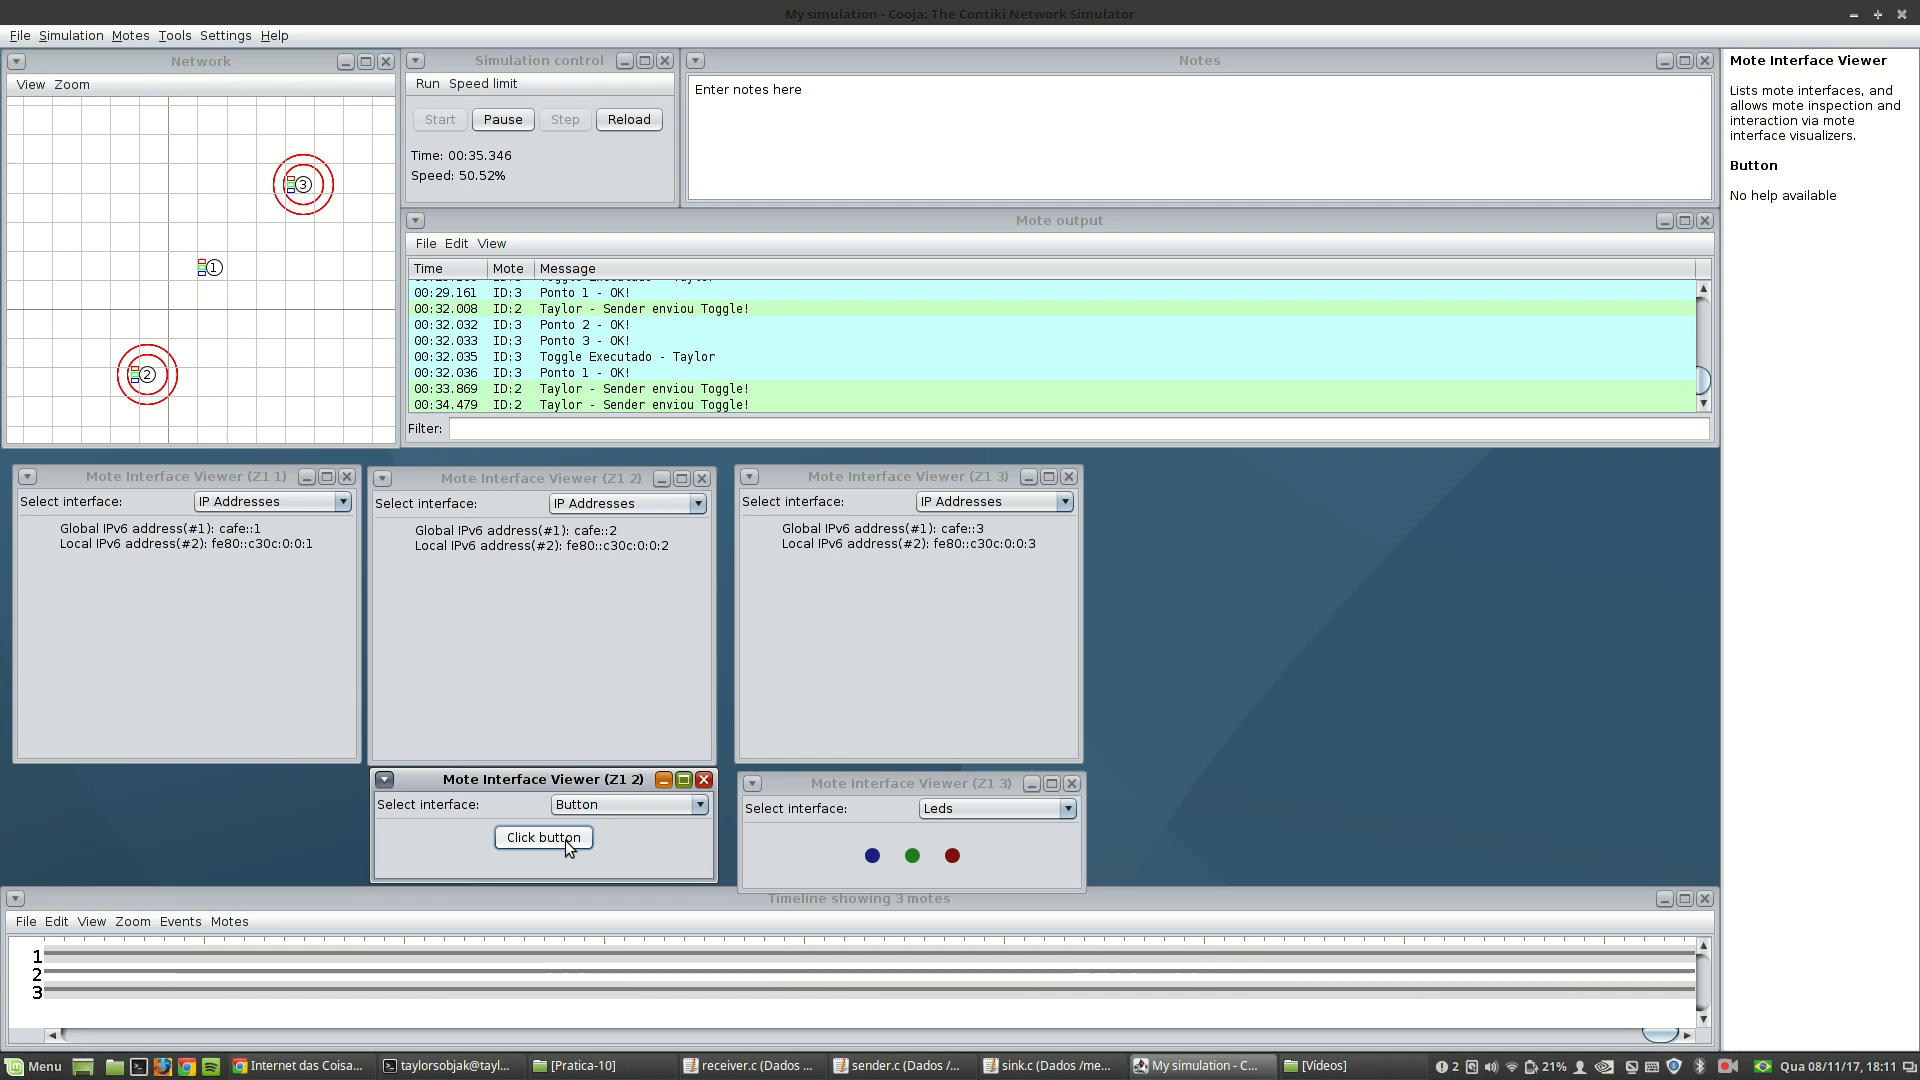 My simulation - Cooja: The Contiki Network Simulator
File Simulation Motes Tools Settings Help
Network
View Zoom
3
1
2
Simulation control
Run Speed limit
Start Pause Step Reload
Time: 00:35.346
Speed: 50.52%
Notes
Enter notes here
Mote output
File Edit View
Time Mote Message
00:29.161 ID:3 Ponto 1 - OK!
00:32.008 ID:2 Taylor - Sender enviou Toggle!
00:32.032 ID:3 Ponto 2 - OK!
00:32.033 ID:3 Ponto 3 - OK!
00:32.035 ID:3 Toggle Executado - Taylor
00:32.036 ID:3 Ponto 1 - OK!
00:33.869 ID:2 Taylor - Sender enviou Toggle!
00:34.479 ID:2 Taylor - Sender enviou Toggle!
Filter:
Mote Interface Viewer
Lists mote interfaces, and
allows mote inspection and
interaction via mote
interface visualizers.
Button
No help available
Mote Interface Viewer (Z1 1)
Select interface: IP Addresses
Global IPv6 address(#1): cafe::1
Local IPv6 address(#2): fe80::c30c:0:0:1
Mote Interface Viewer (Z1 2)
Select interface: IP Addresses
Global IPv6 address(#1): cafe::2
Local IPv6 address(#2): fe80::c30c:0:0:2
Mote Interface Viewer (Z1 3)
Select interface: IP Addresses
Global IPv6 address(#1): cafe::3
Local IPv6 address(#2): fe80::c30c:0:0:3
Mote Interface Viewer (Z1 2)
Select interface: Button
Click button
Mote Interface Viewer (Z1 3)
Select interface: Leds
Timeline showing 3 motes
File Edit View Zoom Events Motes
1
2
3
Menu Internet das Coisa... taylorsobjak@tayl... [Pratica-10] receiver.c (Dados ... sender.c (Dados /... sink.c (Dados /me... My simulation - C... [Vídeos] 2 21% Qua 08/11/17, 18:11